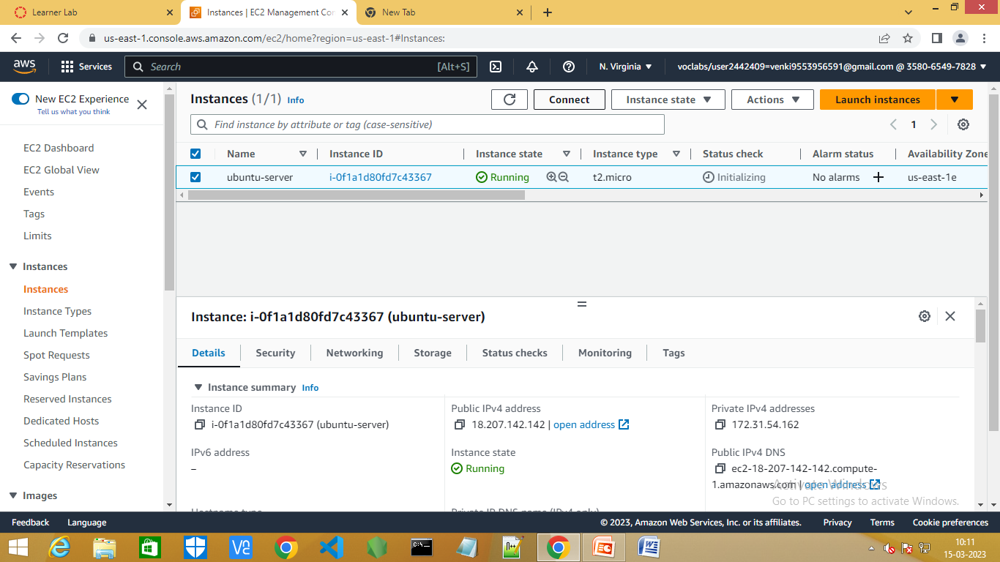 Learner Lab
Instances | EC2 Management Con
New Tab
us-east-1.console.aws.amazon.com/ec2/home?region=us-east-1#Instances:
aws
Services
Search
[Alt+S]
N. Virginia
voclabs/user2442409=venki9553956591@gmail.com @ 3580-6549-7828
New EC2 Experience
Tell us what you think
EC2 Dashboard
EC2 Global View
Events
Tags
Limits
Instances
Instances
Instance Types
Launch Templates
Spot Requests
Savings Plans
Reserved Instances
Dedicated Hosts
Scheduled Instances
Capacity Reservations
Images
Instances (1/1) Info
Connect
Instance state
Actions
Launch instances
Find instance by attribute or tag (case-sensitive)
1
Name Instance ID Instance state Instance type Status check Alarm status Availability Zone
ubuntu-server i-0f1a1d80fd7c43367 Running t2.micro Initializing No alarms us-east-1e
Instance: i-0f1a1d80fd7c43367 (ubuntu-server)
Details Security Networking Storage Status checks Monitoring Tags
Instance summary Info
Instance ID
i-0f1a1d80fd7c43367 (ubuntu-server)
Public IPv4 address
18.207.142.142 | open address
Private IPv4 addresses
172.31.54.162
IPv6 address
–
Instance state
Running
Public IPv4 DNS
ec2-18-207-142-142.compute-
1.amazonaws.com | open address
Hostname type
Private IP DNS name (IPv4 only)
Activate Windows
Go to PC settings to activate Windows.
Feedback Language
© 2023, Amazon Web Services, Inc. or its affiliates. Privacy Terms Cookie preferences
10:11
15-03-2023